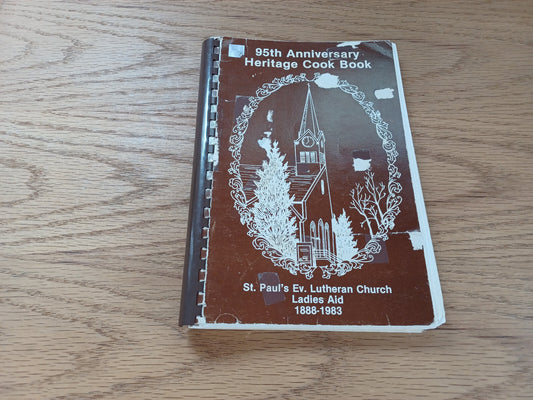 95th Anniversary
Heritage Cook Book
St. Paul's Ev. Lutheran Church
Ladies Aid
1888-1983